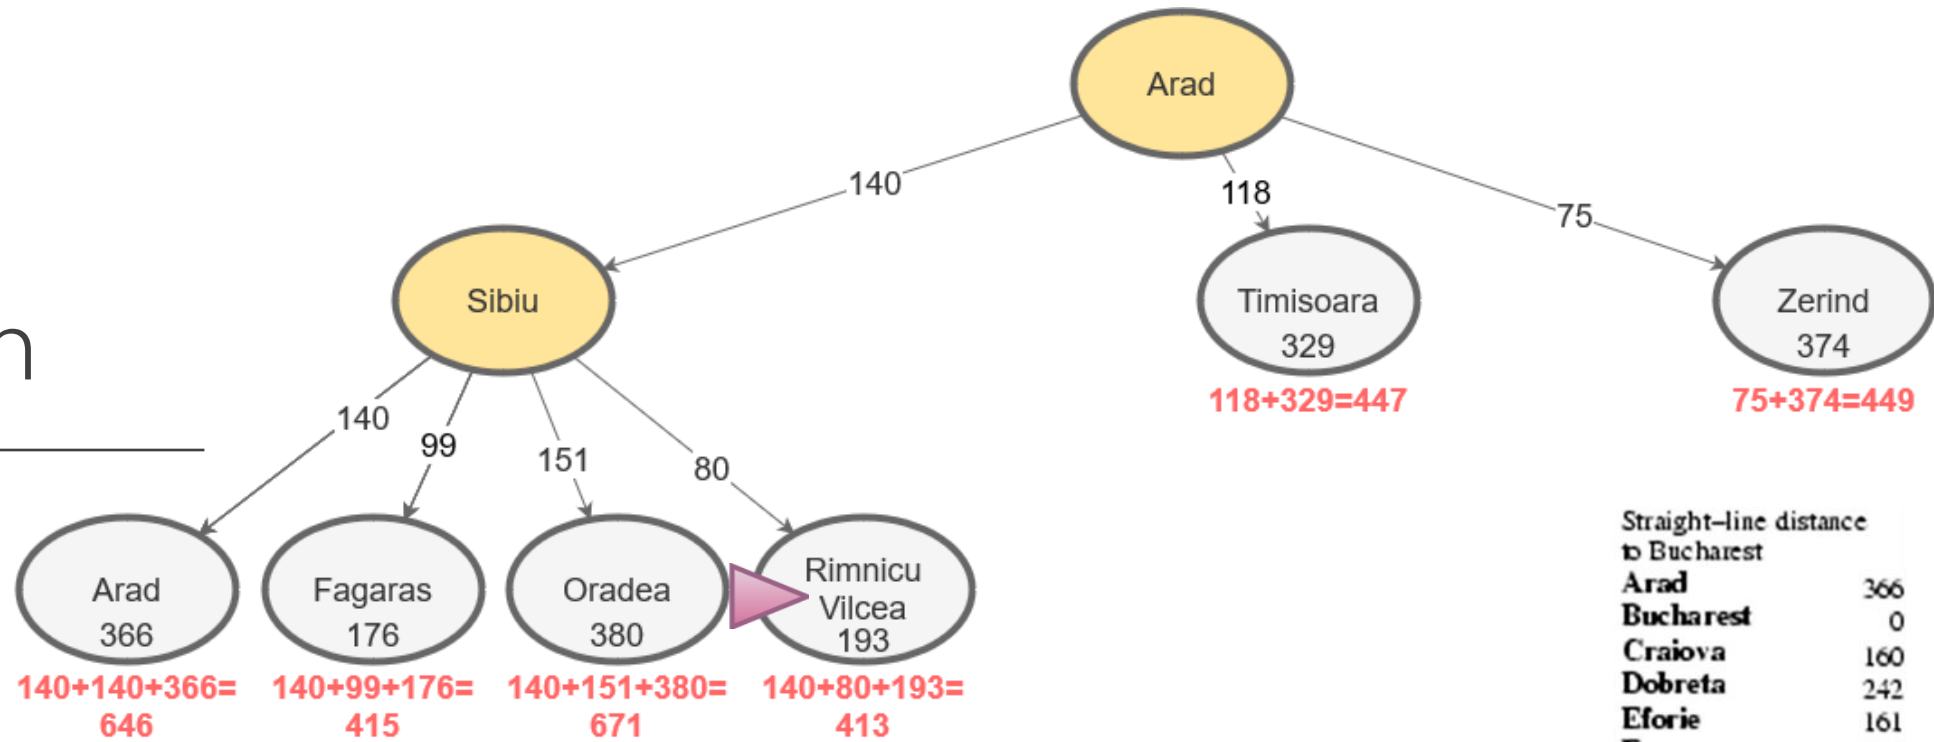 Arad
140
118
75
Sibiu
Timisoara
329
118+329=447
Zerind
374
75+374=449
n
140
99
151
80
Arad
366
140+140+366=
646
Fagaras
176
140+99+176=
415
Oradea
380
140+151+380=
671
Rimnicu
Vilcea
193
140+80+193=
413
Straight–line distance
to Bucharest
Arad 366
Bucharest 0
Craiova 160
Dobreta 242
Eforie 161